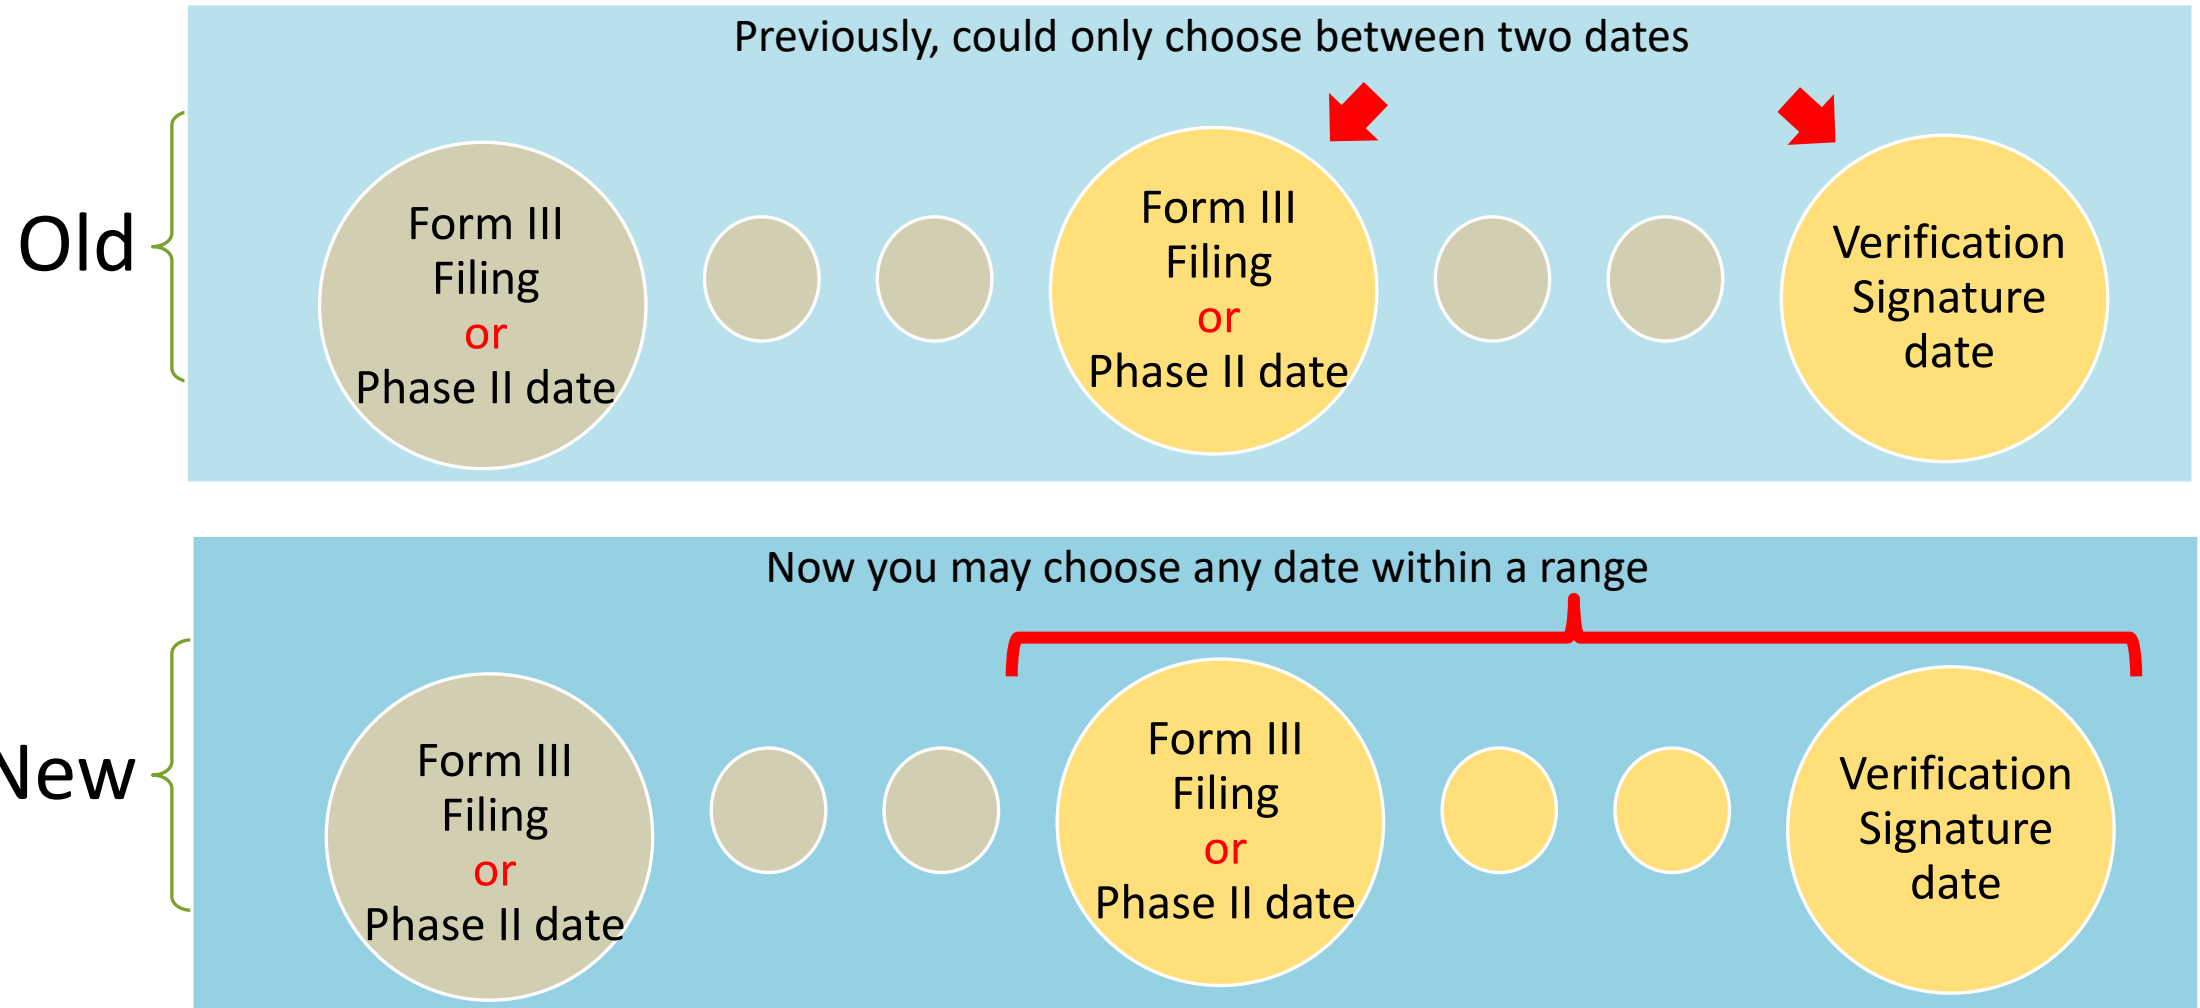 Previously, could only choose between two dates
Old
Form III
Filing
or
Phase II date
Form III
Filing
or
Phase II date
Verification
Signature
date
Now you may choose any date within a range
New
Form III
Filing
or
Phase II date
Form III
Filing
or
Phase II date
Verification
Signature
date